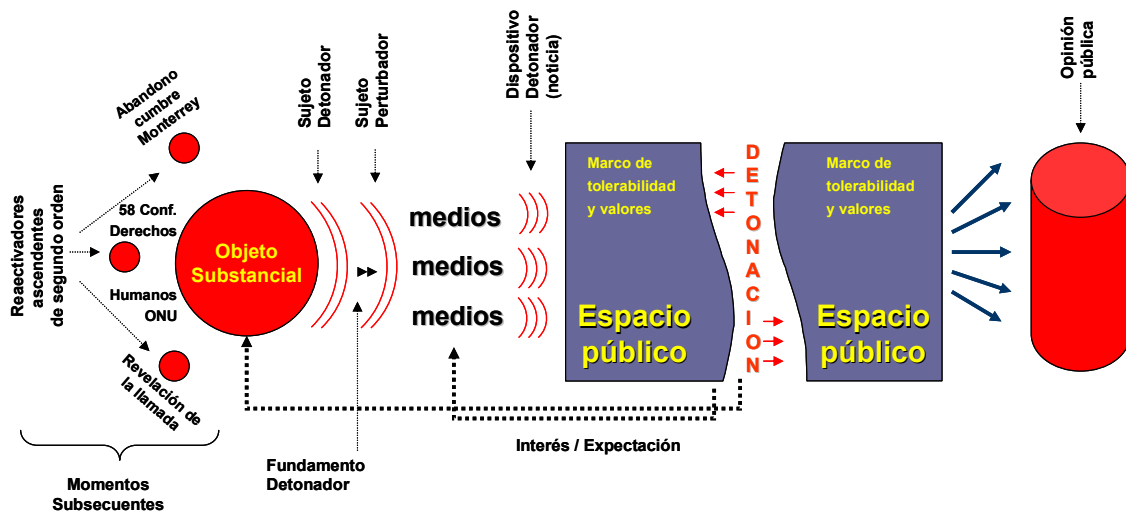 Reaectivadores
ascendentes
de segundo orden
Abandono
cumbre
Monterrey
58 Conf.
Derechos
Humanos
ONU
Revelación de
la llamada
Momentos
Subsecuentes
Objeto
Substancial
Sujeto
Detonador
Sujeto
Perturbador
Fundamento
Detonador
medios
medios
medios
Dispositivo
Detonador
(noticia)
Marco de
tolerabilidad
y valores
Espacio
público
DETONACION
Marco de
tolerabilidad
y valores
Espacio
público
Interés / Expectación
Opinión
pública